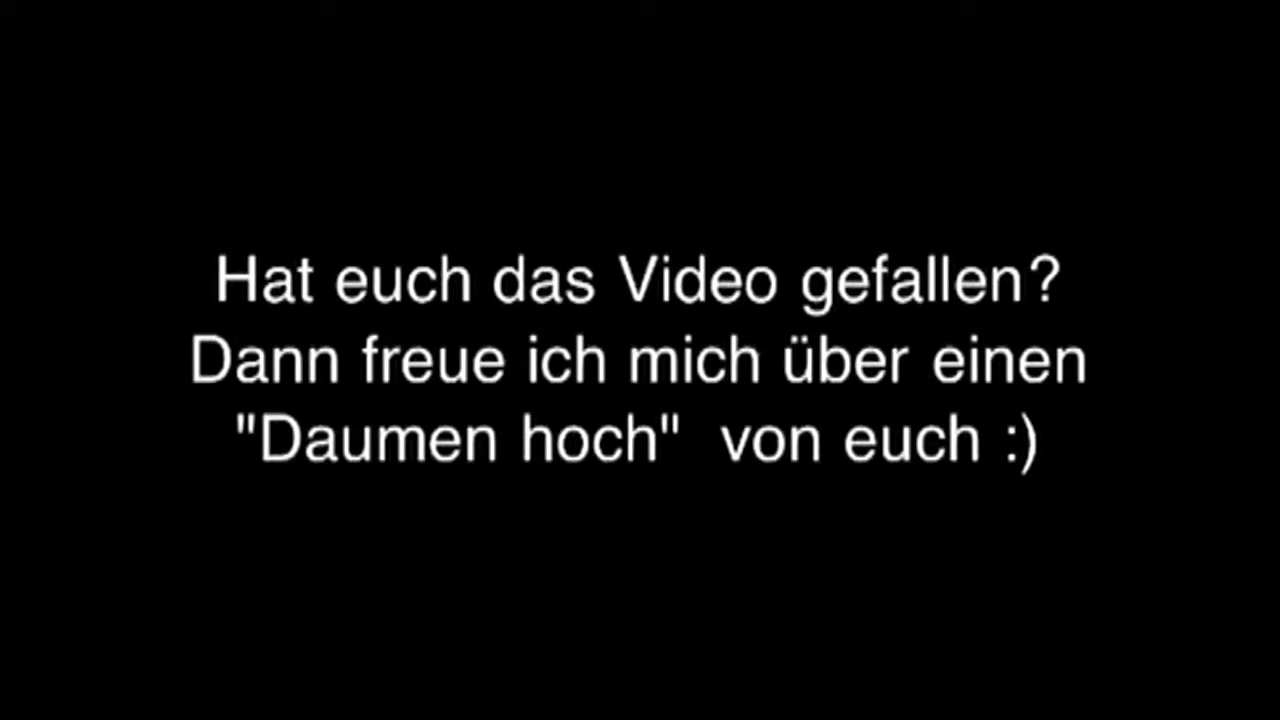 Hat euch das Video gefallen?
Dann freue ich mich über einen
"Daumen hoch"  von euch :)